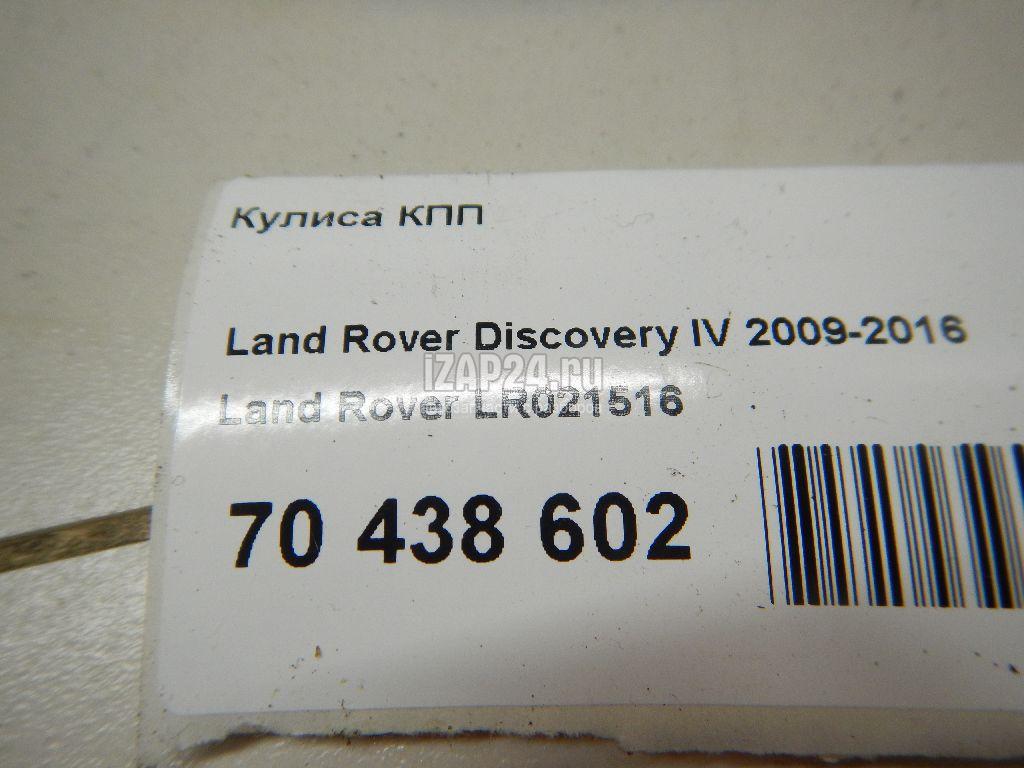 Кулиса КПП
Land Rover Discovery IV 2009-2016
iZAP24.ru
Land Rover LR021516
70 438 602